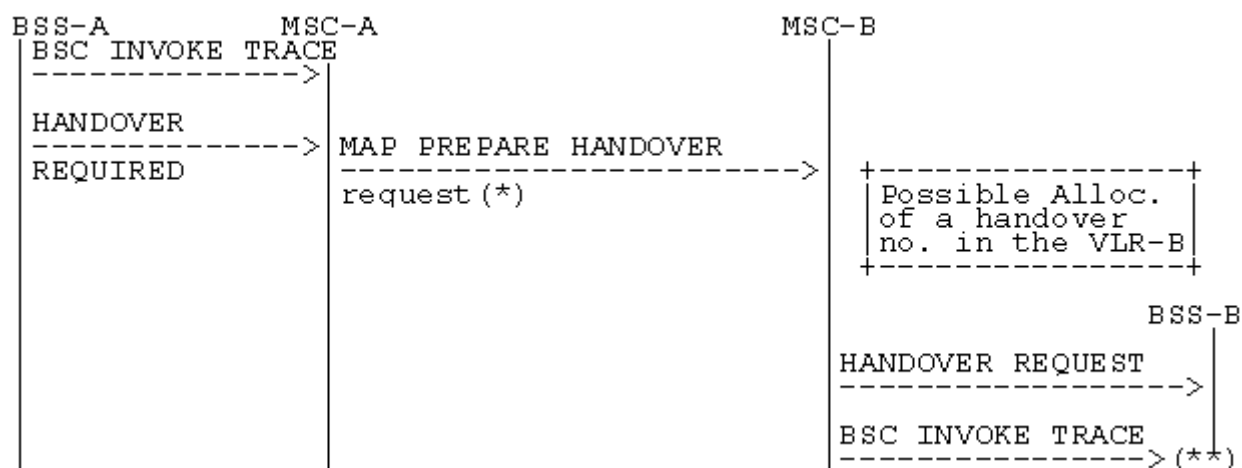 BSS-A MSC-A MSC-B
BSC INVOKE TRACE
HANDOVER
REQUIRED
MAP PREPARE HANDOVER
request(*)
Possible Alloc.
of a handover
no. in the VLR-B
BSS-B
HANDOVER REQUEST
BSC INVOKE TRACE
(**)